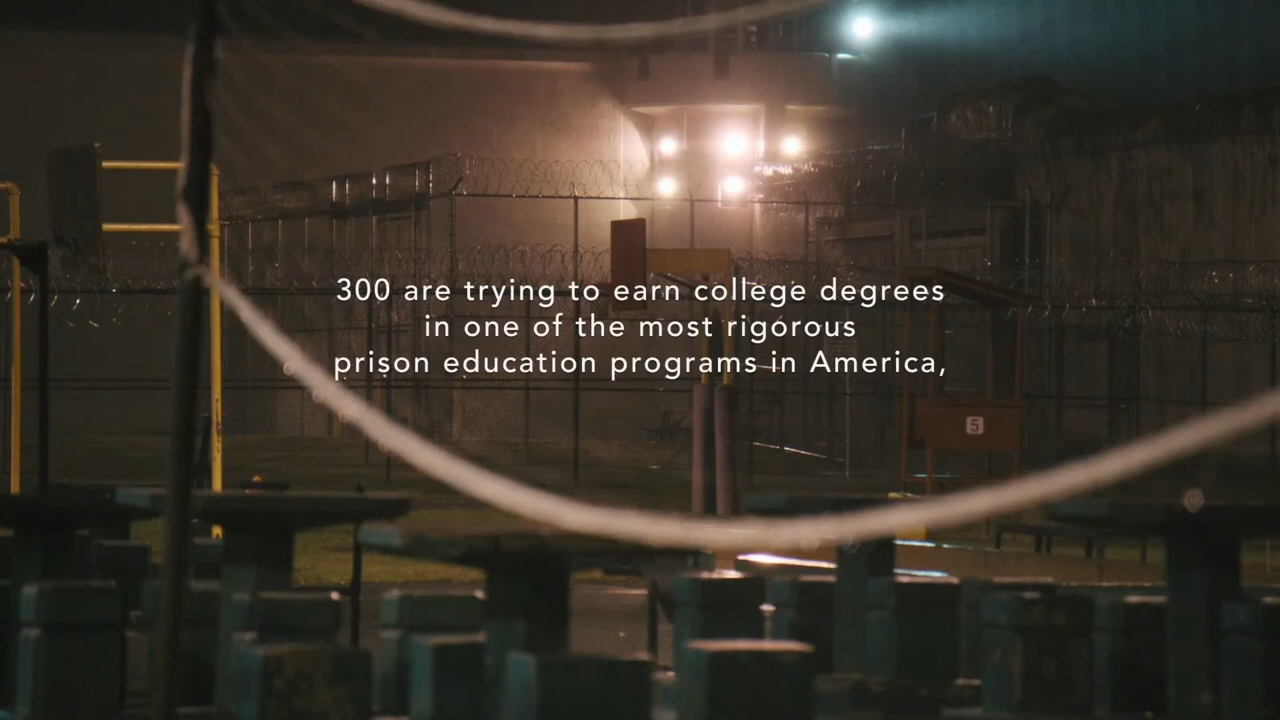 300 are trying to earn college degrees
in one of the most rigorous
prison education programs in America,
5